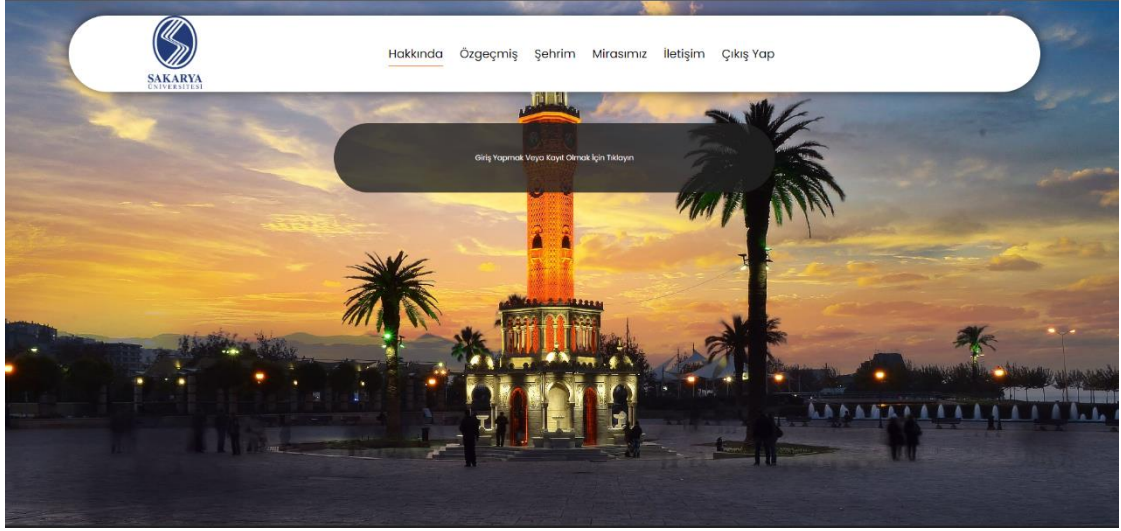 SAKARYA
ÜNİVERSİTESİ
Hakkında Özgeçmiş Şehrim Mirasımız İletişim Çıkış Yap
Giriş Yapmak Veya Kayıt Olmak İçin Tıklayın